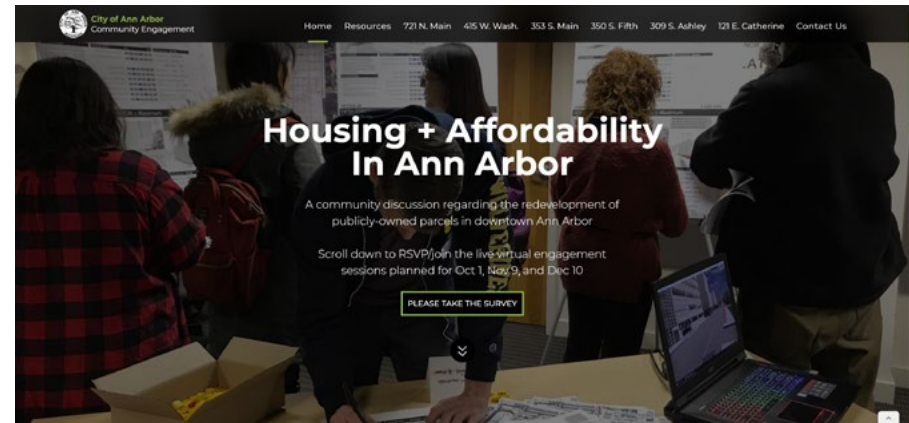 City of Ann Arbor
Community Engagement
Home Resources 721 N. Main 415 W. Wash. 353 S. Main 350 S. Fifth 309 S. Ashley 121 E. Catherine Contact Us
Housing + Affordability
In Ann Arbor
A community discussion regarding the redevelopment of
publicly-owned parcels in downtown Ann Arbor
Scroll down to RSVP/join the live virtual engagement
sessions planned for Oct 1, Nov 9, and Dec 10
PLEASE TAKE THE SURVEY